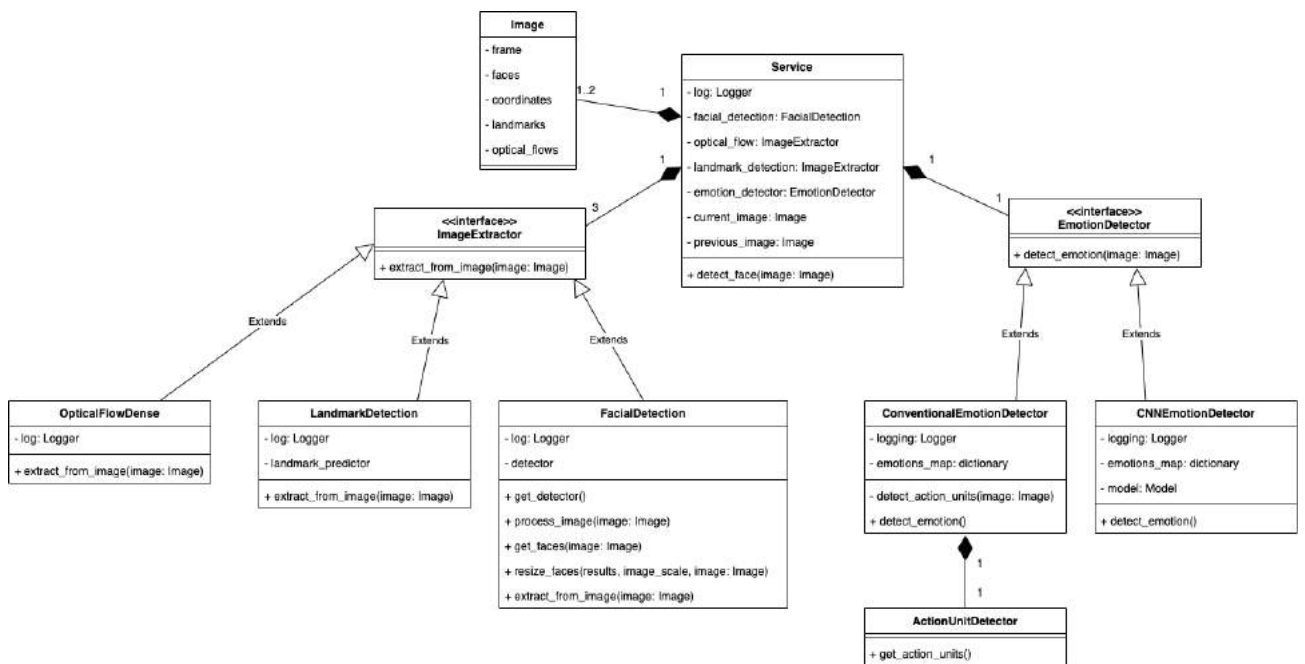 Image
- frame
- faces
- coordinates
- landmarks
- optical_flows
1..2
1
Service
- log: Logger
- facial_detection: FacialDetection
- optical_flow: ImageExtractor
- landmark_detection: ImageExtractor
- emotion_detector: EmotionDetector
- current_image: Image
- previous_image: Image
+ detect_face(image: Image)
1
3
1
1
<<interface>>
ImageExtractor
+ extract_from_image(image: Image)
<<interface>>
EmotionDetector
+ detect_emotion(image: Image)
Extends
Extends
Extends
Extends
Extends
OpticalFlowDense
- log: Logger
+ extract_from_image(image: Image)
LandmarkDetection
- log: Logger
- landmark_predictor
+ extract_from_image(image: Image)
FacialDetection
- log: Logger
- detector
+ get_detector()
+ process_image(image: Image)
+ get_faces(image: Image)
+ resize_faces(results, image_scale, image: Image)
+ extract_from_image(image: Image)
ConventionalEmotionDetector
- logging: Logger
- emotions_map: dictionary
- detect_action_units(image: Image)
+ detect_emotion()
CNNEmotionDetector
- logging: Logger
- emotions_map: dictionary
- model: Model
+ detect_emotion()
1
1
ActionUnitDetector
+ get_action_units()